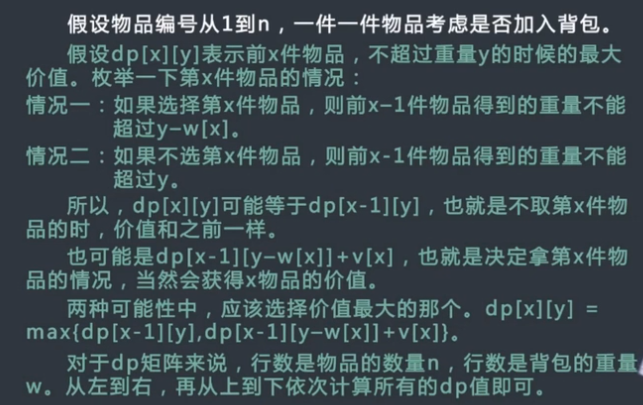 假设物品编号从1到n，一件一件物品考虑是否加入背包。
假设dp[x][y]表示前x件物品，不超过重量y的时候的最大
价值。枚举一下第x件物品的情况：
情况一：如果选择第x件物品，则前x-1件物品得到的重量不能
超过y-w[x]。
情况二：如果不选第x件物品，则前x-1件物品得到的重量不能
超过y。
所以，dp[x][y]可能等于dp[x-1][y]，也就是不取第x件物
品的时，价值和之前一样。
也可能是dp[x-1][y-w[x]]+v[x]，也就是决定拿第x件物
品的情况，当然会获得x物品的价值。
两种可能性中，应该选择价值最大的那个。dp[x][y] =
max{dp[x-1][y],dp[x-1][y-w[x]]+v[x]}。
对于dp矩阵来说，行数是物品的数量n，行数是背包的重量
w。从左到右，再从上到下依次计算所有的dp值即可。